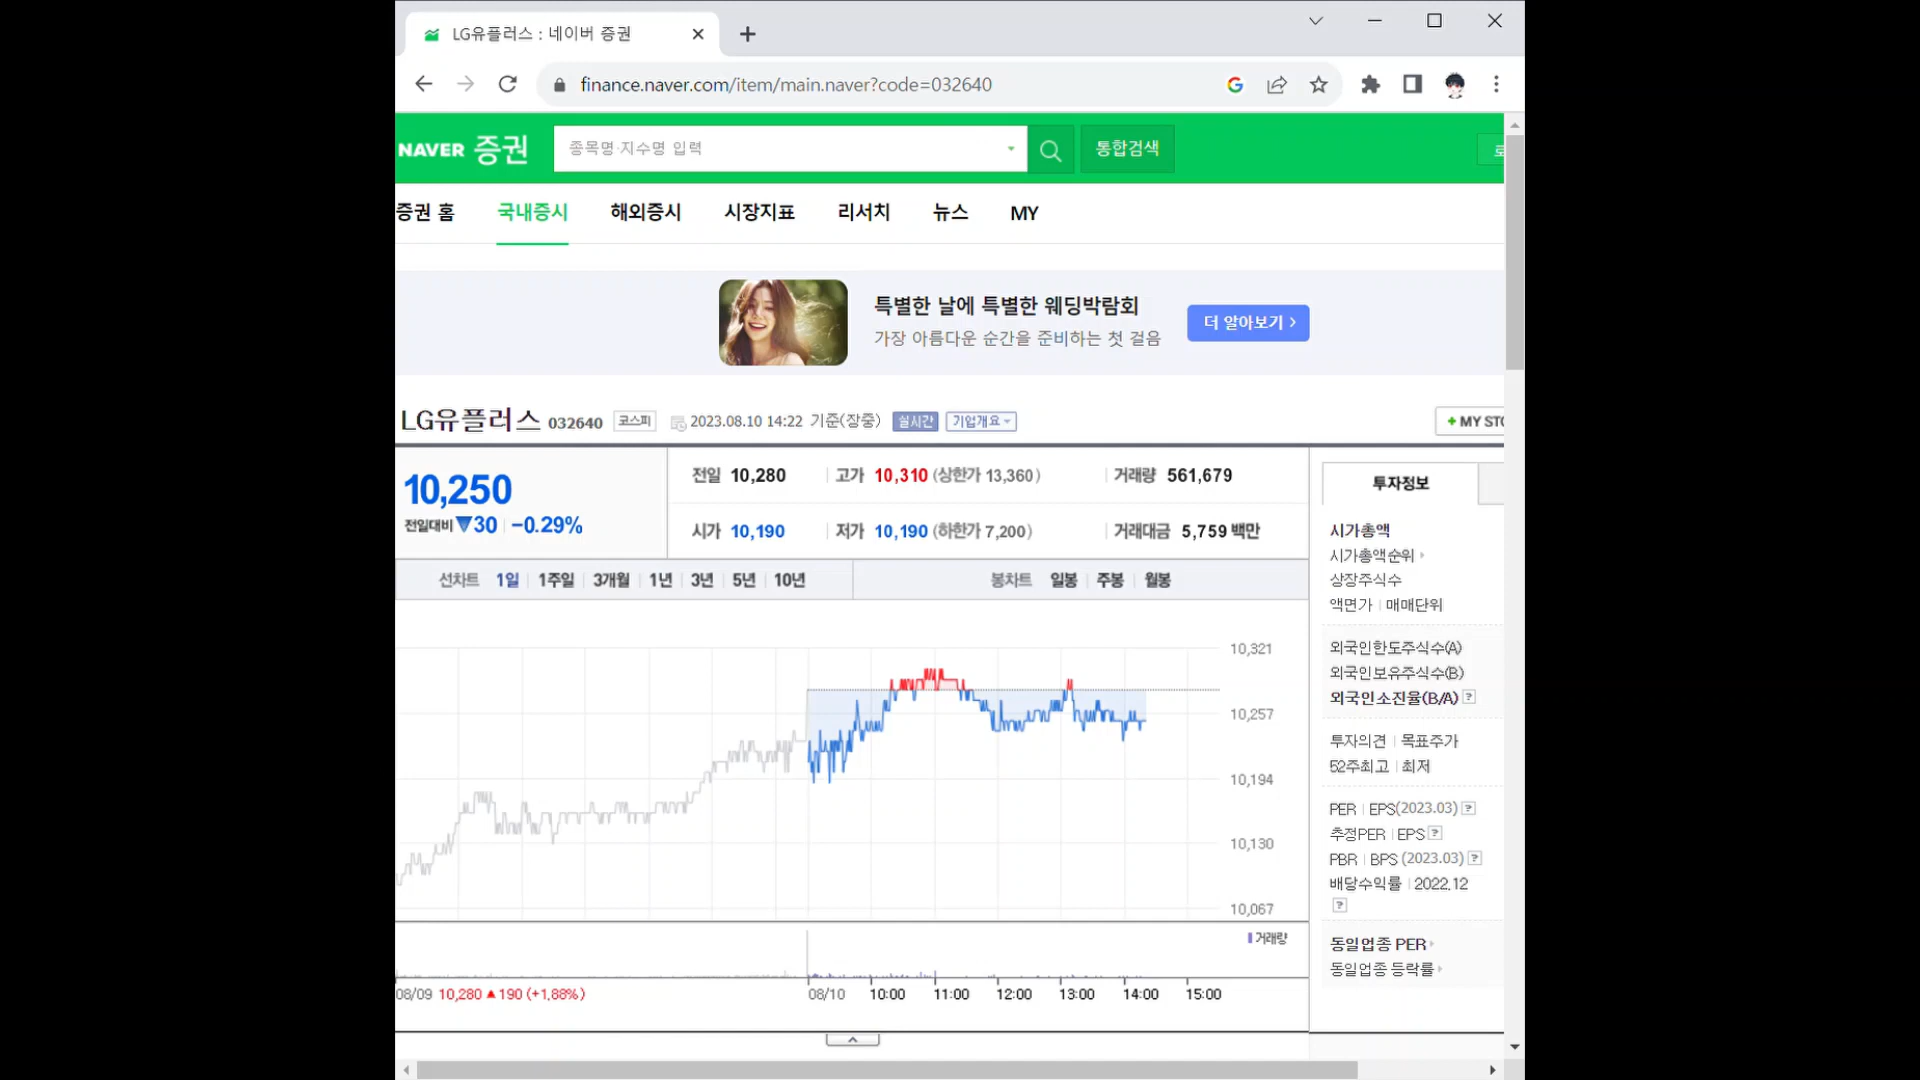 LG유플러스 : 네이버 증권
finance.naver.com/item/main.naver?code=032640
NAVER 증권
종목명·지수명 입력
통합검색
증권 홈 국내증시 해외증시 시장지표 리서치 뉴스 MY
특별한 날에 특별한 웨딩박람회
가장 아름다운 순간을 준비하는 첫 걸음
더 알아보기
LG유플러스 032640 코스피 2023.08.10 14:22 기준(장중) 실시간 기업개요
+ MY STO
10,250
전일대비 ▼30 | -0.29%
전일 10,280 | 고가 10,310 (상한가 13,360) | 거래량 561,679
시가 10,190 | 저가 10,190 (하한가 7,200) | 거래대금 5,759 백만
선차트 1일 | 1주일 | 3개월 | 1년 | 3년 | 5년 | 10년
봉차트 일봉 | 주봉 | 월봉
10,321
10,257
10,194
10,130
10,067
거래량
08/09 10,280 ▲190 (+1.88%)
08/10 10:00 11:00 12:00 13:00 14:00 15:00
투자정보
시가총액
시가총액순위
상장주식수
액면가 | 매매단위
외국인한도주식수(A)
외국인보유주식수(B)
외국인소진율(B/A) ?
투자의견 | 목표주가
52주최고 | 최저
PER | EPS(2023.03) ?
추정PER | EPS ?
PBR | BPS (2023.03) ?
배당수익률 | 2022.12
?
동일업종 PER
동일업종 등락률